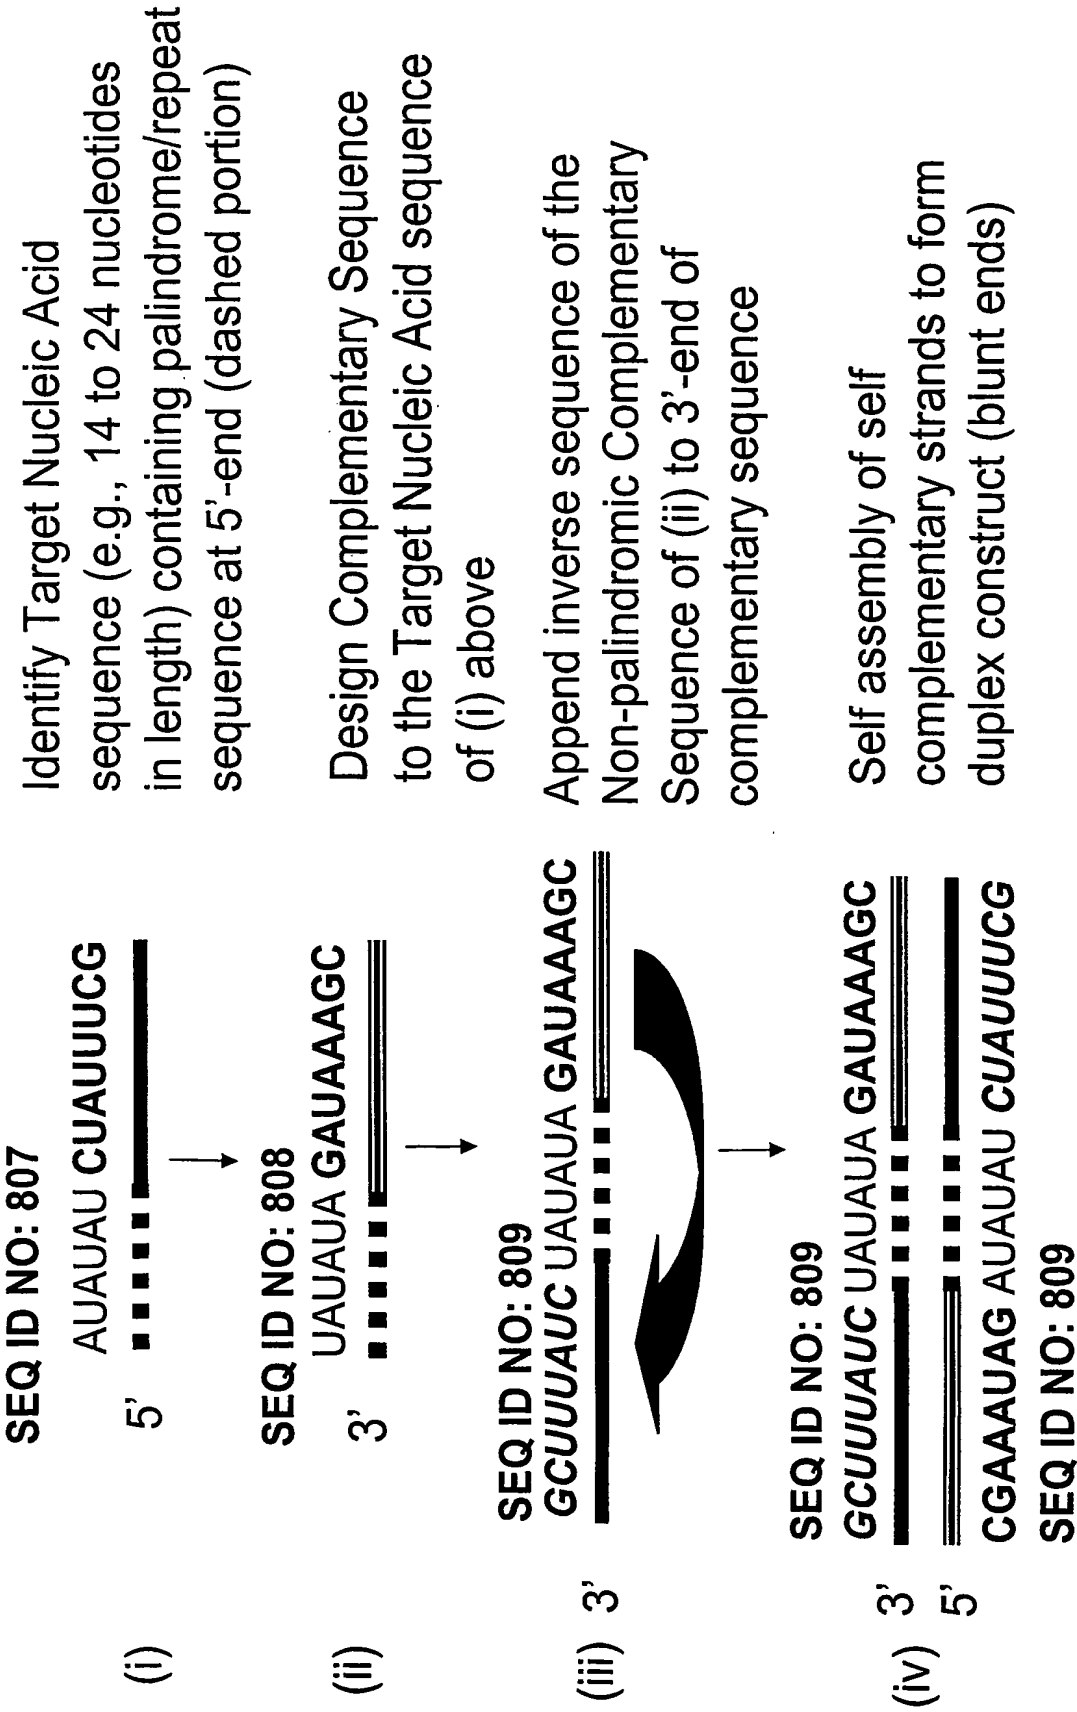 SEQ ID NO: 807
(i) 5' AUAUAU CUAUUUCG
Identify Target Nucleic Acid
sequence (e.g., 14 to 24 nucleotides
in length) containing palindrome/repeat
sequence at 5'-end (dashed portion)
SEQ ID NO: 808
(ii) 3' UAUAUA GAUAAAGC
Design Complementary Sequence
to the Target Nucleic Acid sequence
of (i) above
SEQ ID NO: 809
GCUUUAUC UAUAUA GAUAAAGC
(iii) 3'
Append inverse sequence of the
Non-palindromic Complementary
Sequence of (ii) to 3'-end of
complementary sequence
SEQ ID NO: 809
GCUUUAUC UAUAUA GAUAAAGC
3'
(iv)
5'
CGAAAUAG AUAUAU CUAUUUCG
SEQ ID NO: 809
Self assembly of self
complementary strands to form
duplex construct (blunt ends)